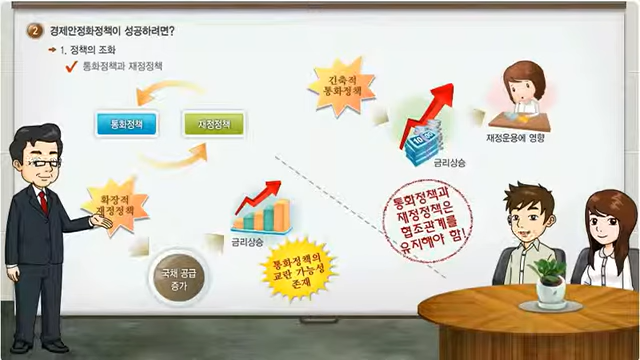 2 경제안정화정책이 성공하려면?
1. 정책의 조화
통화정책과 재정정책
통화정책
재정정책
확장적
재정정책
국채 공급
증가
금리상승
통화정책의
교란 가능성
존재
긴축적
통화정책
금리상승
재정운용에 영향
통화정책과
재정정책은
협조관계를
유지해야 함!